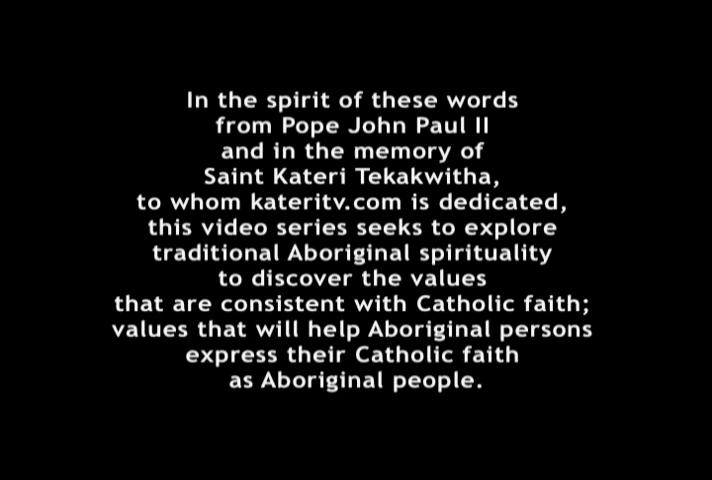 In the spirit of these words
from Pope John Paul II
and in the memory of
Saint Kateri Tekakwitha,
to whom kateritv.com is dedicated,
this video series seeks to explore
traditional Aboriginal spirituality
to discover the values
that are consistent with Catholic faith;
values that will help Aboriginal persons
express their Catholic faith
as Aboriginal people.